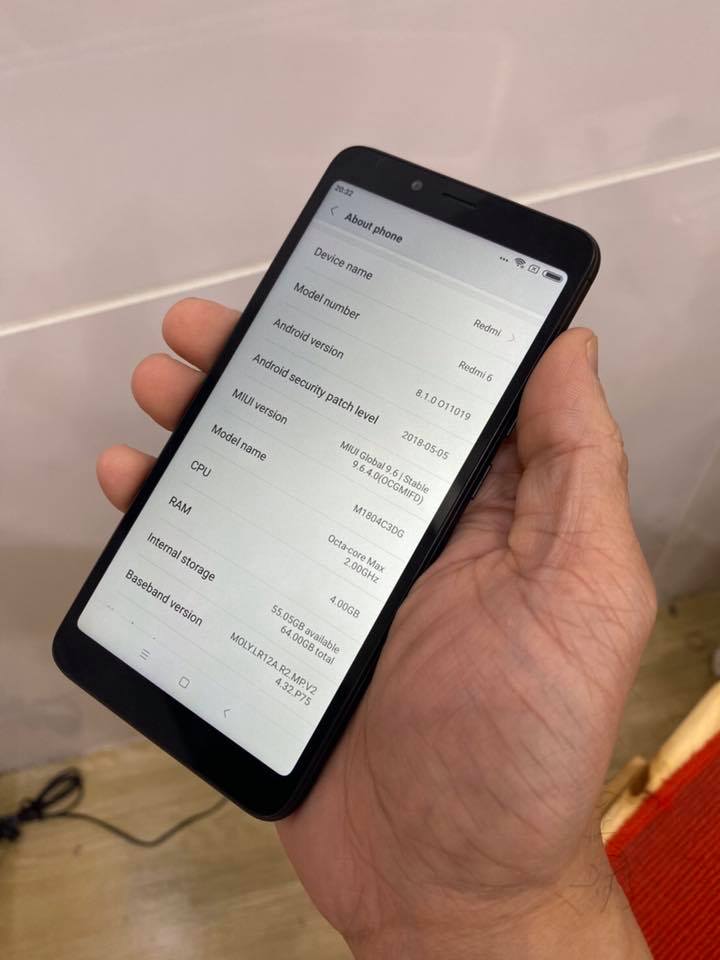 20:32
About phone
Device name
Redmi
Model number
Redmi 6
Android version
8.1.0 O11019
Android security patch level
2018-05-05
MIUI version
MIUI Global 9.6 | Stable
9.6.4.0(OCGMIFD)
Model name
M1804C3DG
CPU
Octa-core Max
2.00GHz
RAM
4.00GB
Internal storage
55.05GB available
64.00GB total
Baseband version
MOLY.LR12A.R2.MP.V2
4.32.P75